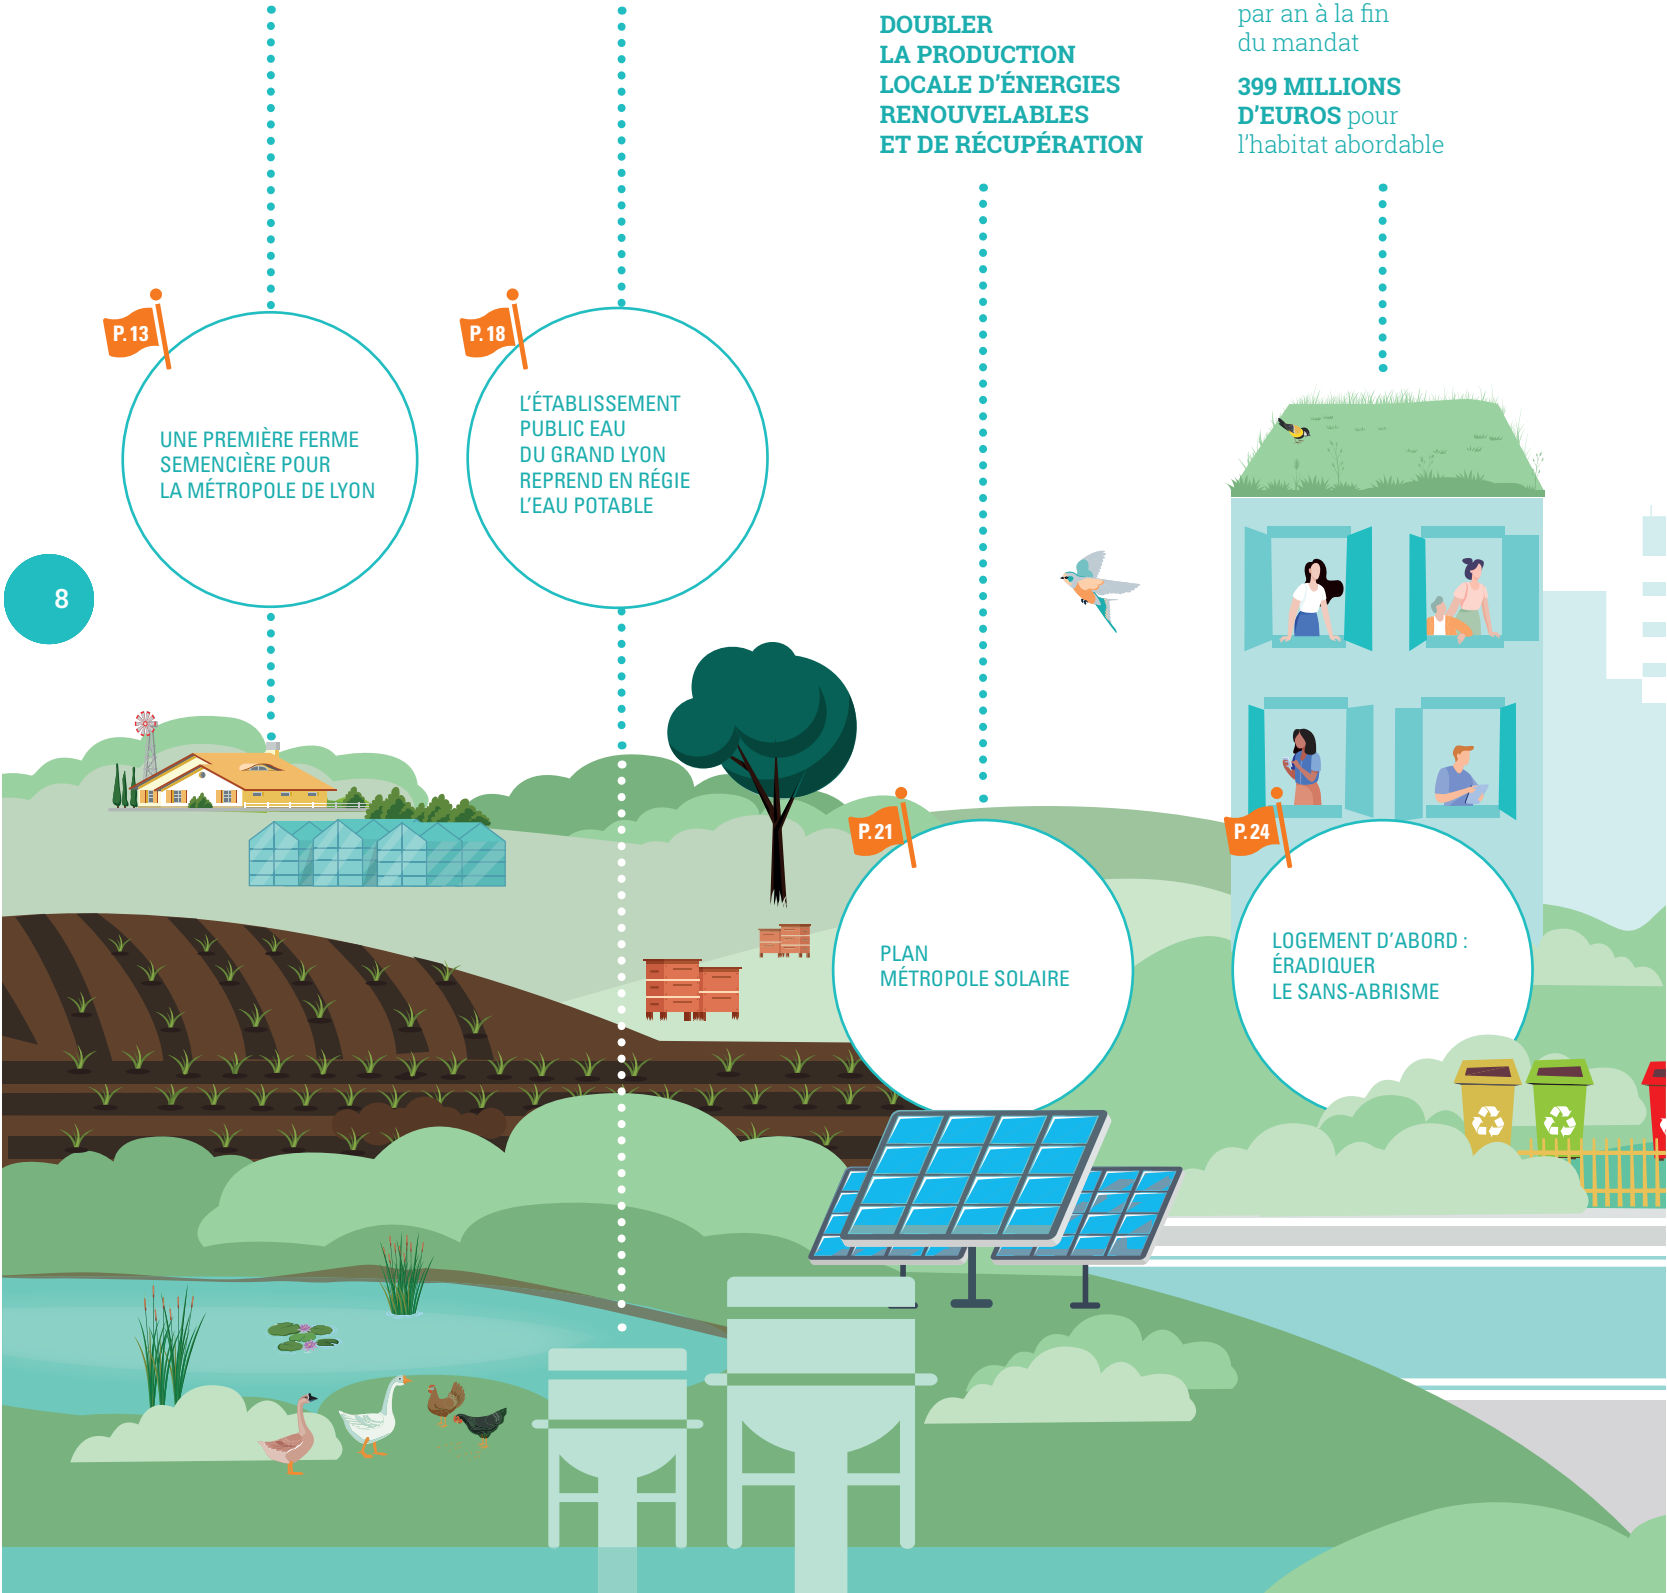 DOUBLER
LA PRODUCTION
LOCALE D'ÉNERGIES
RENOUVELABLES
ET DE RÉCUPÉRATION
par an à la fin
du mandat
399 MILLIONS
D'EUROS pour
l'habitat abordable
P. 13
UNE PREMIÈRE FERME
SEMENCIÈRE POUR
LA MÉTROPOLE DE LYON
P. 18
L'ÉTABLISSEMENT
PUBLIC EAU
DU GRAND LYON
REPREND EN RÉGIE
L'EAU POTABLE
8
P. 21
PLAN
MÉTROPOLE SOLAIRE
P. 24
LOGEMENT D'ABORD :
ÉRADIQUER
LE SANS-ABRISME